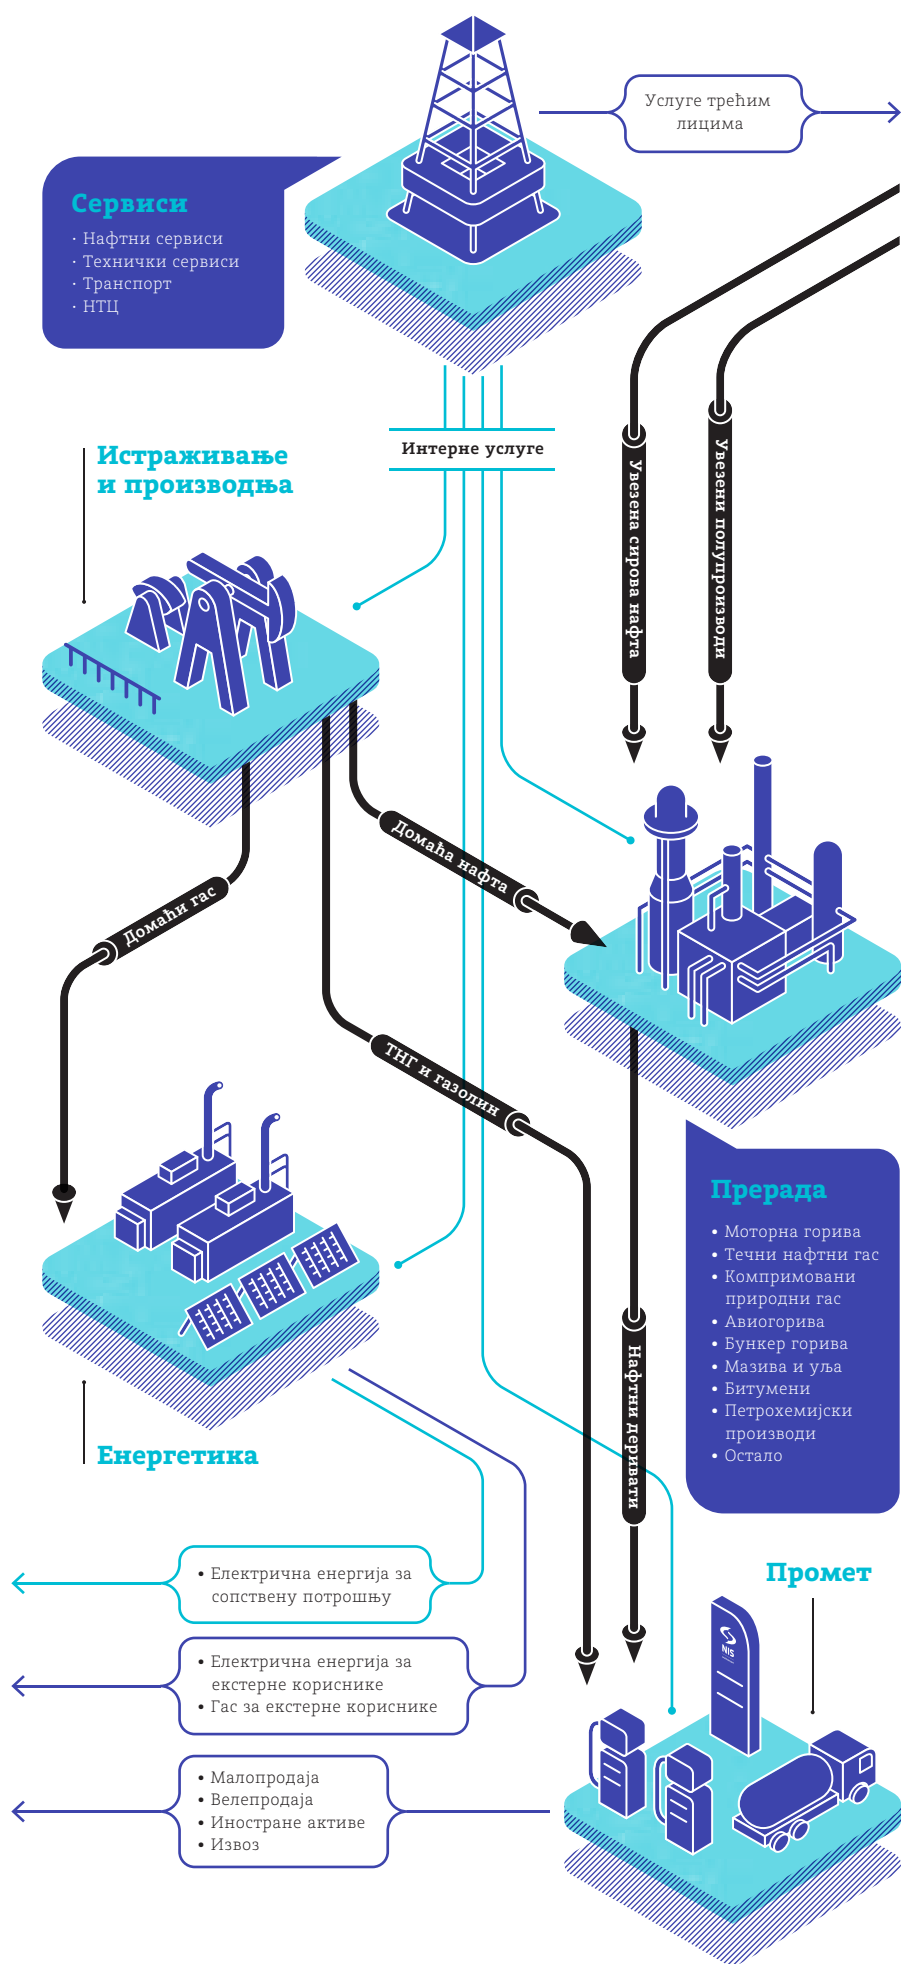 Услуге трећим
лицима
Сервиси
· Нафтни сервиси
· Технички сервиси
· Транспорт
· НТЦ
Интерне услуге
Истраживање
и производња
Увезена сирова нафта
Увезени полупроизводи
Домаћа нафта
Домаћи гас
ТНГ и газолин
Прерада
• Моторна горива
• Течни нафтни гас
• Компримовани
природни гас
• Авиогорива
• Бункер горива
• Мазива и уља
• Битумени
• Петрохемијски
производи
• Остало
Нафтни деривати
Енергетика
• Електрична енергија за
сопствену потрошњу
• Електрична енергија за
екстерне кориснике
• Гас за екстерне кориснике
Промет
NIS
• Малопродаја
• Велепродаја
• Иностране активе
• Извоз